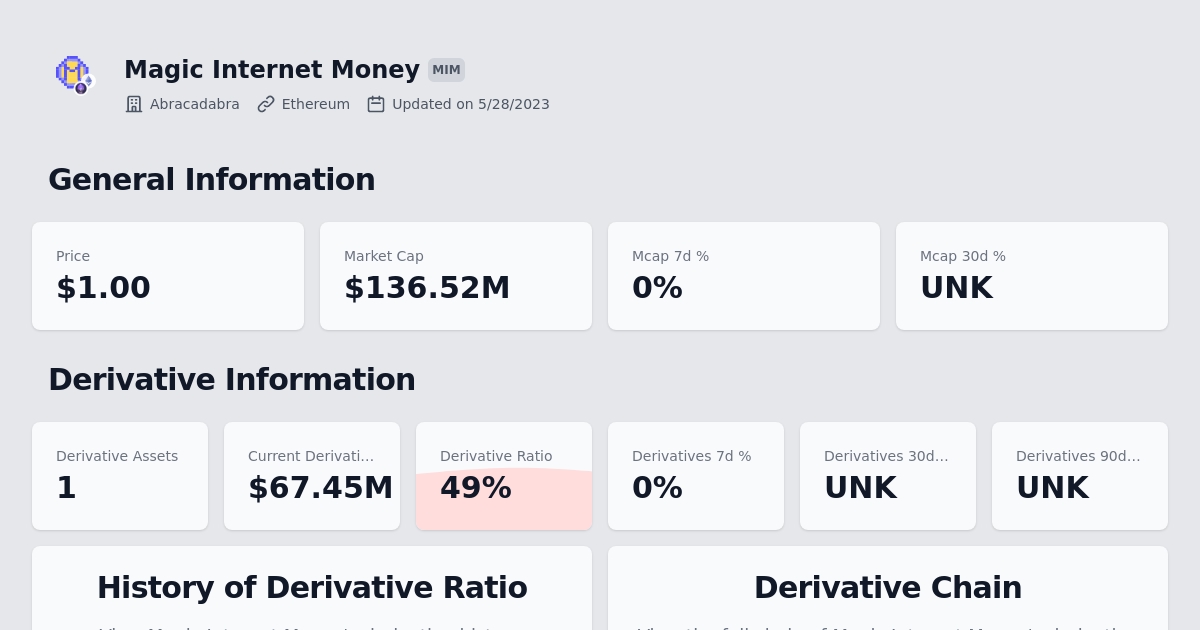 Magic Internet Money MIM
Abracadabra Ethereum Updated on 5/28/2023
General Information
Price
$1.00
Market Cap
$136.52M
Mcap 7d %
0%
Mcap 30d %
UNK
Derivative Information
Derivative Assets
1
Current Derivati...
$67.45M
Derivative Ratio
49%
Derivatives 7d %
0%
Derivatives 30d...
UNK
Derivatives 90d...
UNK
History of Derivative Ratio
Derivative Chain